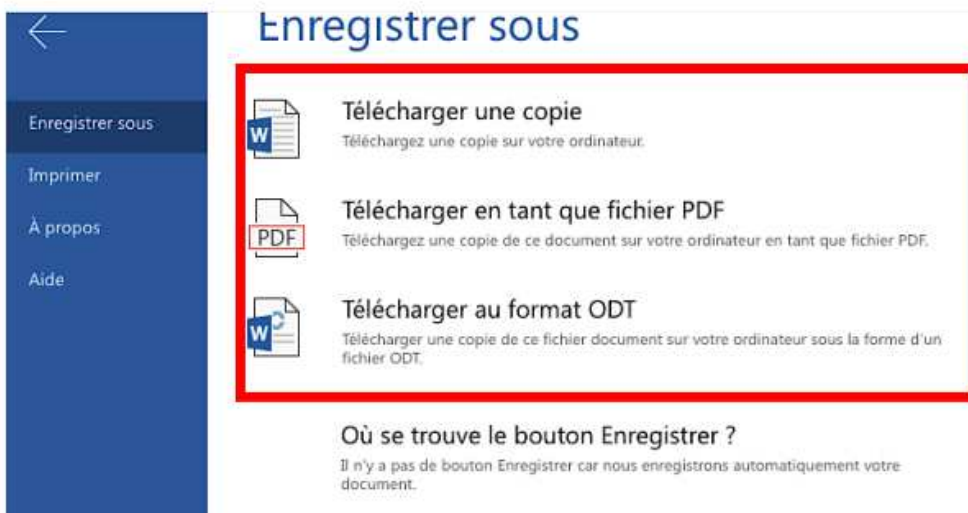 Enregistrer sous
Enregistrer sous
Imprimer
À propos
Aide
W
Télécharger une copie
Téléchargez une copie sur votre ordinateur.
PDF
Télécharger en tant que fichier PDF
Téléchargez une copie de ce document sur votre ordinateur en tant que fichier PDF.
W
Télécharger au format ODT
Télécharger une copie de ce fichier document sur votre ordinateur sous la forme d'un
fichier ODT.
Où se trouve le bouton Enregistrer ?
Il n'y a pas de bouton Enregistrer car nous enregistrons automatiquement votre
document.